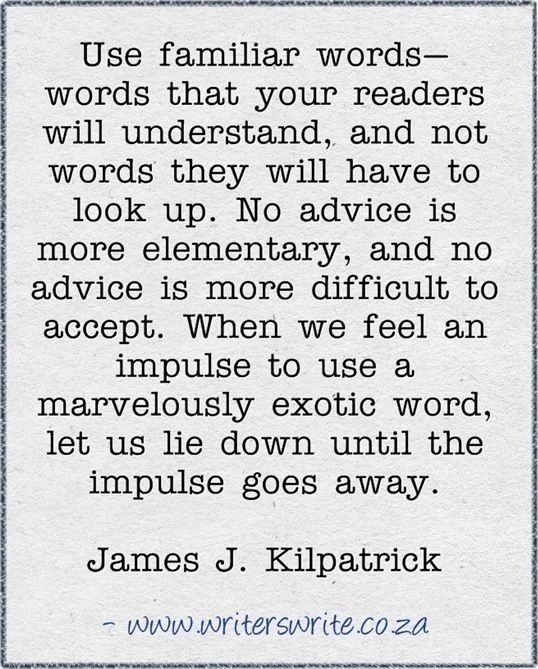 Use familiar words—
words that your readers
will understand, and not
words they will have to
look up. No advice is
more elementary, and no
advice is more difficult to
accept. When we feel an
impulse to use a
marvelously exotic word,
let us lie down until the
impulse goes away.
James J. Kilpatrick
- www.writerswrite.co.za